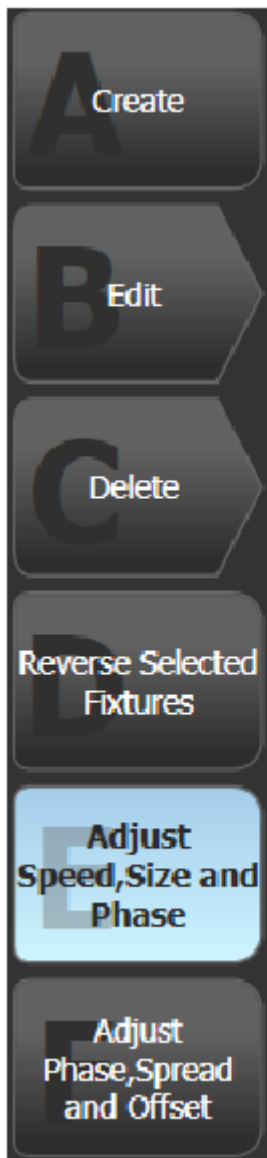 A
Create
B
Edit
C
Delete
D
Reverse Selected
Fixtures
E
Adjust
Speed,Size and
Phase
F
Adjust
Phase,Spread
and Offset